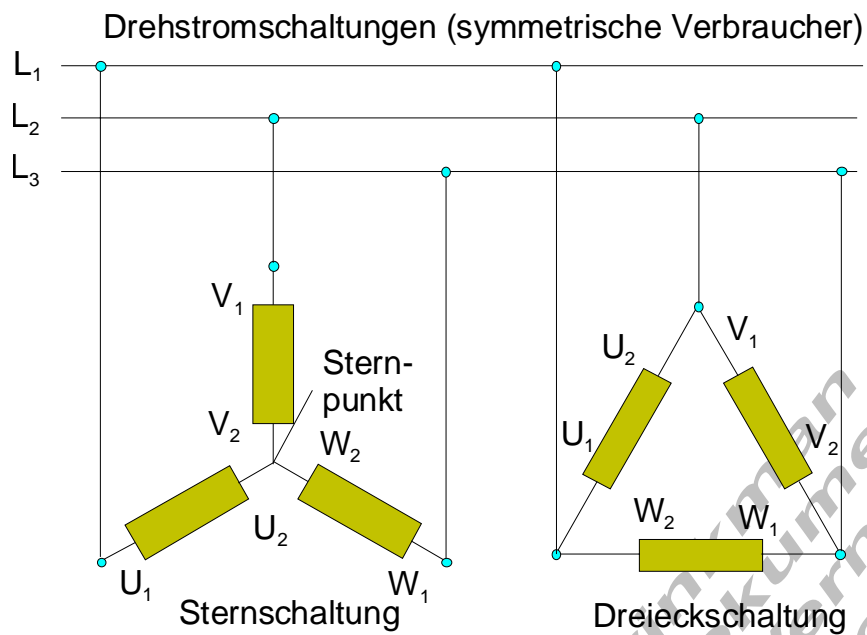 Drehstromschaltungen (symmetrische Verbraucher)
L₁
L₂
L₃
V₁
V₂
Stern-
punkt
W₂
U₂
U₁
W₁
Sternschaltung
V₁
U₂
U₁
V₂
W₂
W₁
Dreieckschaltung